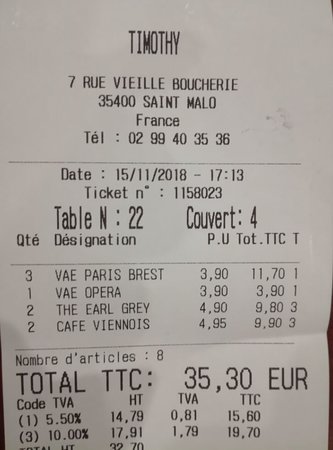 TIMOTHY
7 RUE VIEILLE BOUCHERIE
35400 SAINT MALO
France
Tél : 02 99 40 35 36
Date : 15/11/2018 - 17:13
Ticket n° : 1158023
Table N : 22 Couvert: 4
Qté Désignation P.U Tot.TTC T
3 VAE PARIS BREST 3,90 11,70 1
1 VAE OPERA 3,90 3,90 1
2 THE EARL GREY 4,90 9,80 3
2 CAFE VIENNOIS 4,95 9,90 3
Nombre d'articles : 8
TOTAL TTC: 35,30 EUR
Code TVA HT TVA TTC
(1) 5.50% 14,79 0,81 15,60
(3) 10.00% 17,91 1,79 19,70
TOTAL HT 32,70